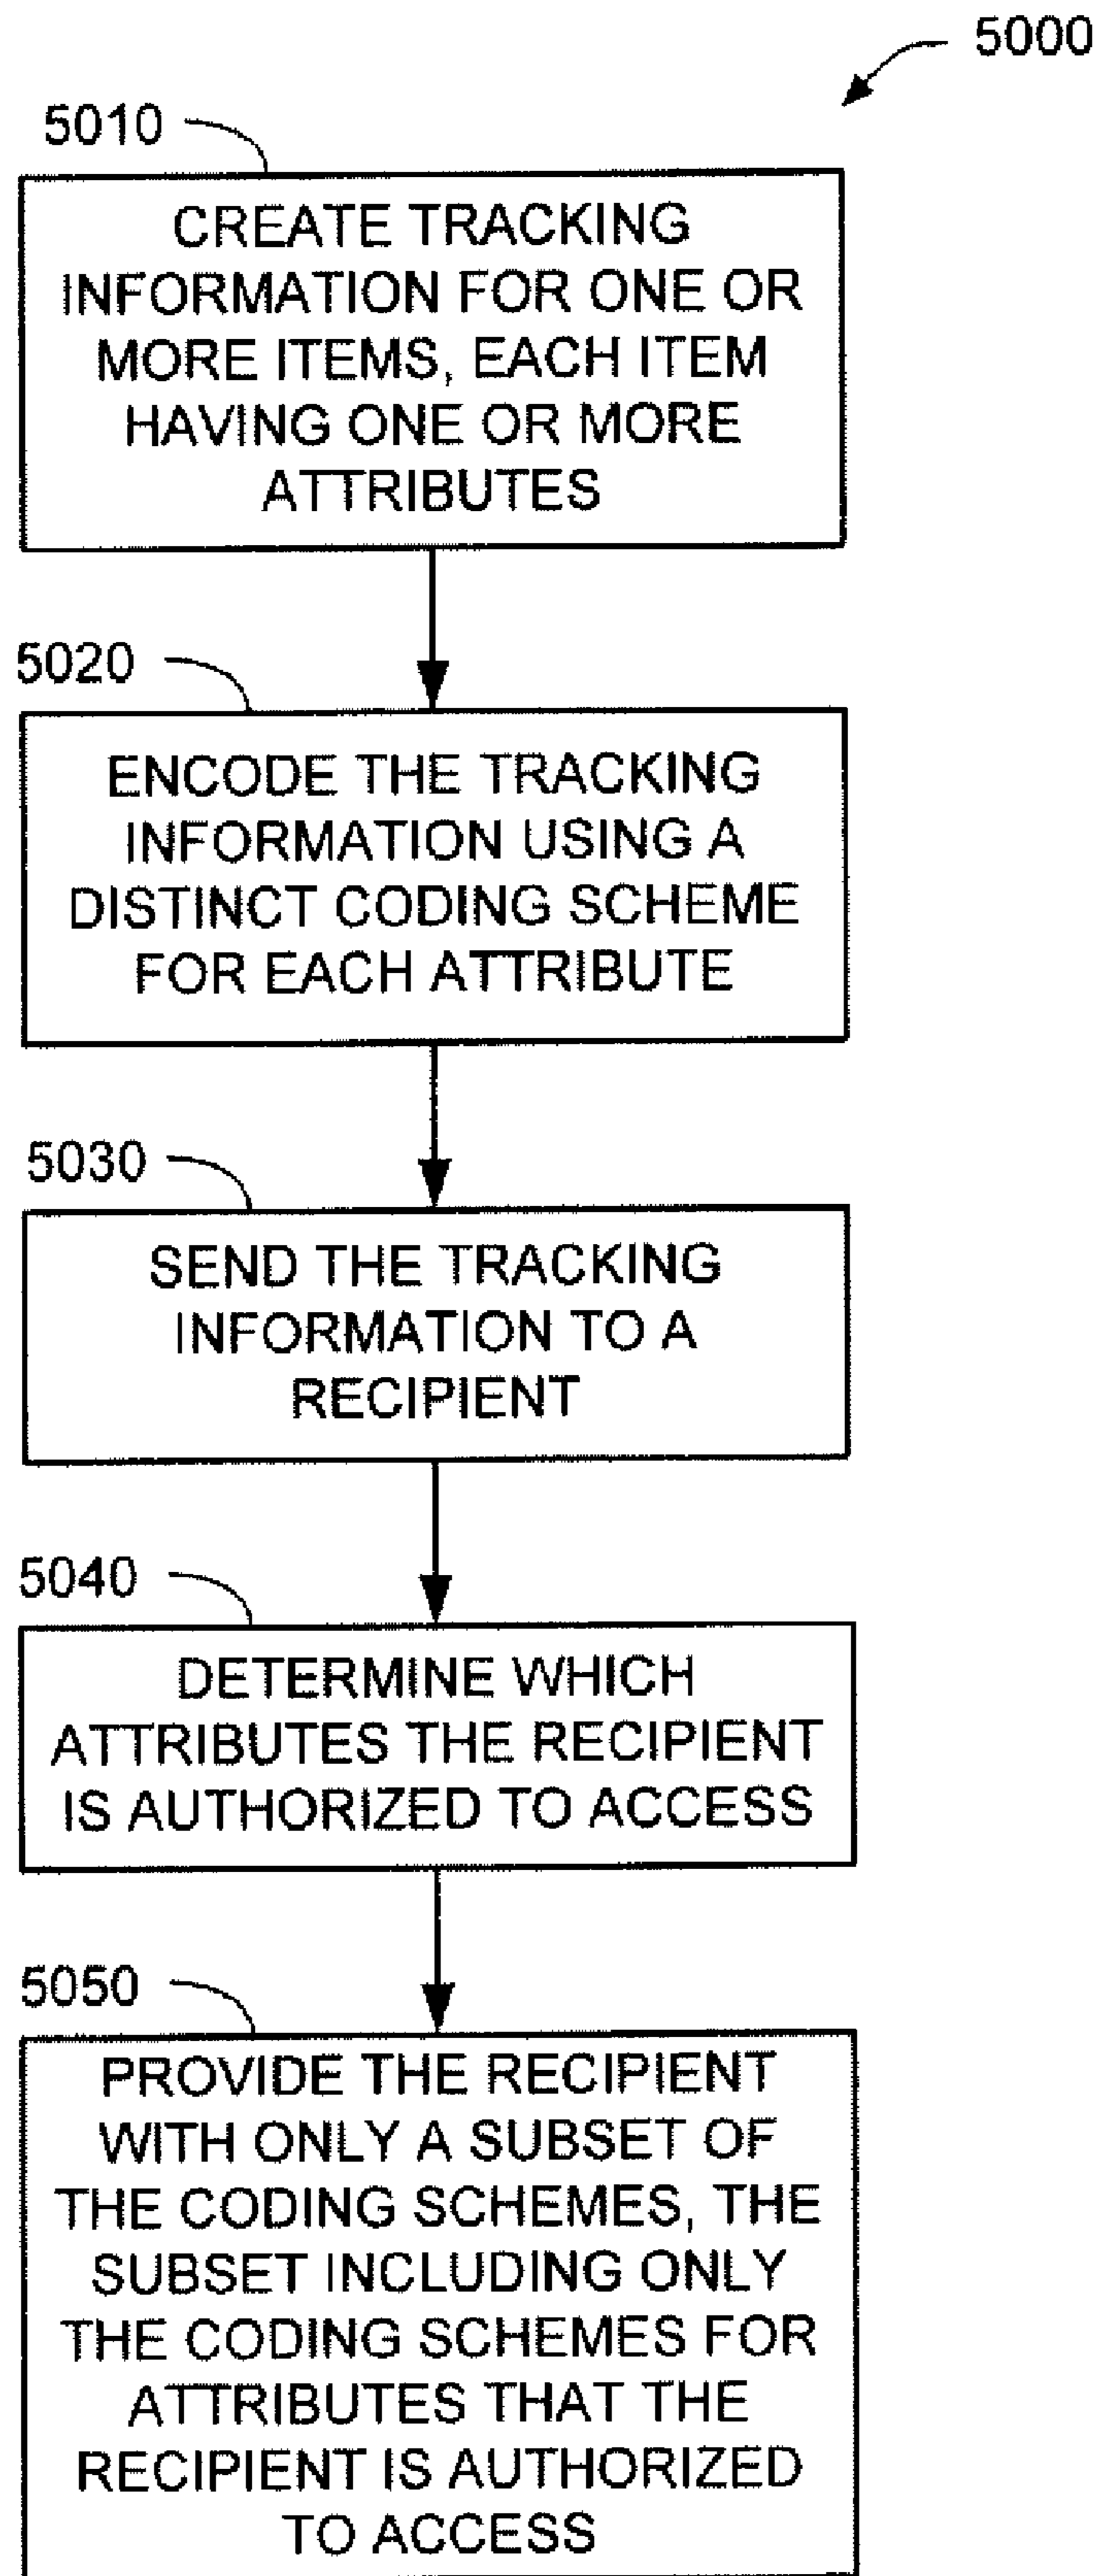 5000
5010
CREATE TRACKING
INFORMATION FOR ONE OR
MORE ITEMS, EACH ITEM
HAVING ONE OR MORE
ATTRIBUTES
5020
ENCODE THE TRACKING
INFORMATION USING A
DISTINCT CODING SCHEME
FOR EACH ATTRIBUTE
5030
SEND THE TRACKING
INFORMATION TO A
RECIPIENT
5040
DETERMINE WHICH
ATTRIBUTES THE RECIPIENT
IS AUTHORIZED TO ACCESS
5050
PROVIDE THE RECIPIENT
WITH ONLY A SUBSET OF
THE CODING SCHEMES, THE
SUBSET INCLUDING ONLY
THE CODING SCHEMES FOR
ATTRIBUTES THAT THE
RECIPIENT IS AUTHORIZED
TO ACCESS